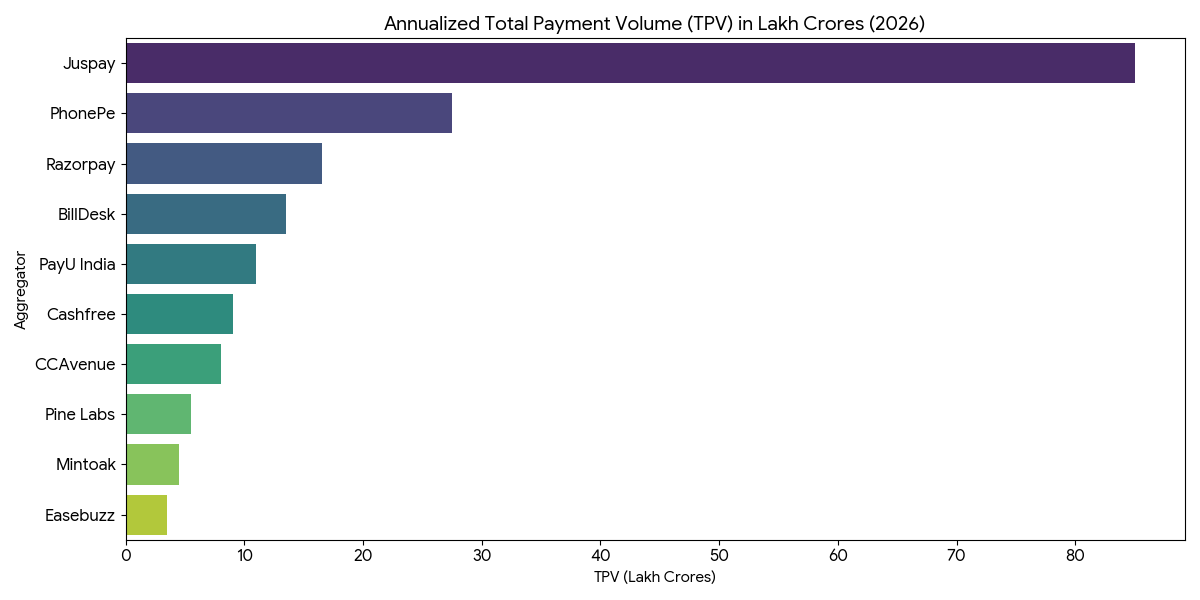 Annualized Total Payment Volume (TPV) in Lakh Crores (2026)
Aggregator
Juspay
PhonePe
Razorpay
BillDesk
PayU India
Cashfree
CCAvenue
Pine Labs
Mintoak
Easebuzz
0 10 20 30 40 50 60 70 80
TPV (Lakh Crores)